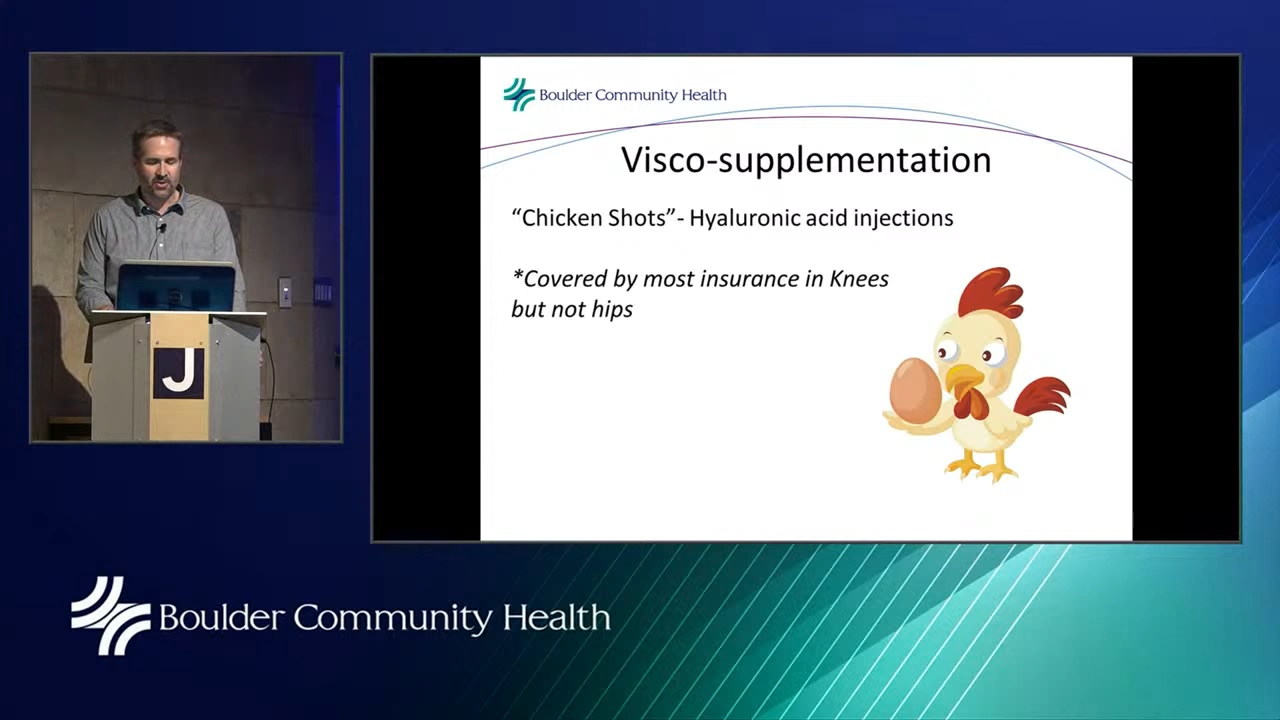 J
Boulder Community Health
Visco-supplementation
“Chicken Shots”- Hyaluronic acid injections
*Covered by most insurance in Knees
but not hips
Boulder Community Health